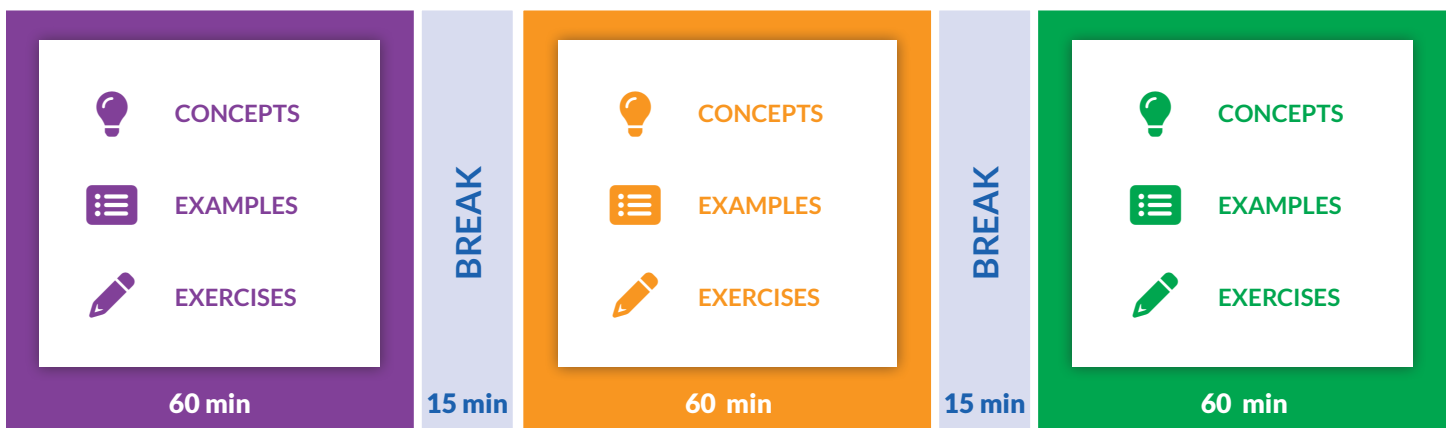 CONCEPTS
EXAMPLES
EXERCISES
60 min
BREAK
15 min
CONCEPTS
EXAMPLES
EXERCISES
60 min
BREAK
15 min
CONCEPTS
EXAMPLES
EXERCISES
60 min